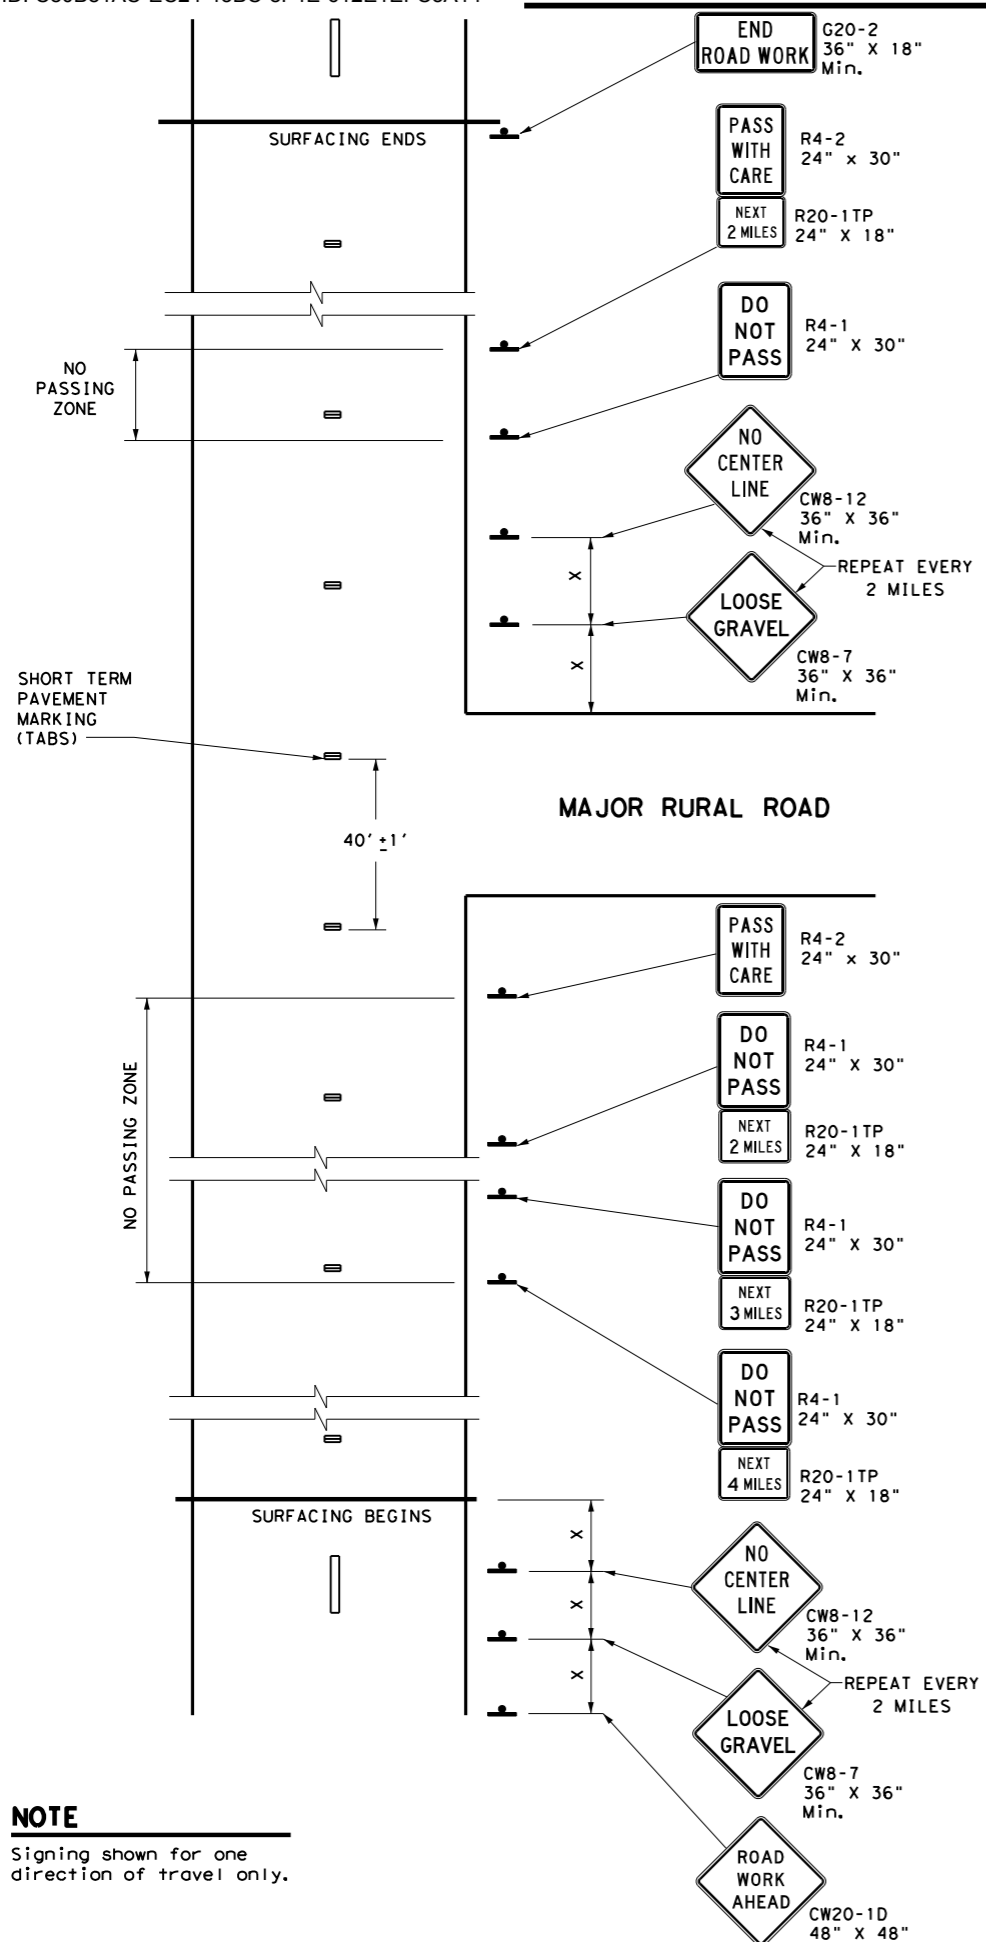 END
ROAD WORK
G20-2
36" X 18"
Min.
SURFACING ENDS
PASS
WITH
CARE
R4-2
24" x 30"
NEXT
2 MILES
R20-1TP
24" X 18"
DO
NOT
PASS
R4-1
24" X 30"
NO
PASSING
ZONE
NO
CENTER
LINE
CW8-12
36" X 36"
Min.
REPEAT EVERY
2 MILES
X
LOOSE
GRAVEL
CW8-7
36" X 36"
Min.
X
SHORT TERM
PAVEMENT
MARKING
(TABS)
MAJOR RURAL ROAD
40' ±1'
PASS
WITH
CARE
R4-2
24" x 30"
NO PASSING ZONE
DO
NOT
PASS
R4-1
24" X 30"
NEXT
2 MILES
R20-1TP
24" X 18"
DO
NOT
PASS
R4-1
24" X 30"
NEXT
3 MILES
R20-1TP
24" X 18"
DO
NOT
PASS
R4-1
24" X 30"
NEXT
4 MILES
R20-1TP
24" X 18"
SURFACING BEGINS
X
X
X
NO
CENTER
LINE
CW8-12
36" X 36"
Min.
REPEAT EVERY
2 MILES
LOOSE
GRAVEL
CW8-7
36" X 36"
Min.
NOTE
Signing shown for one
direction of travel only.
ROAD
WORK
AHEAD
CW20-1D
48" X 48"